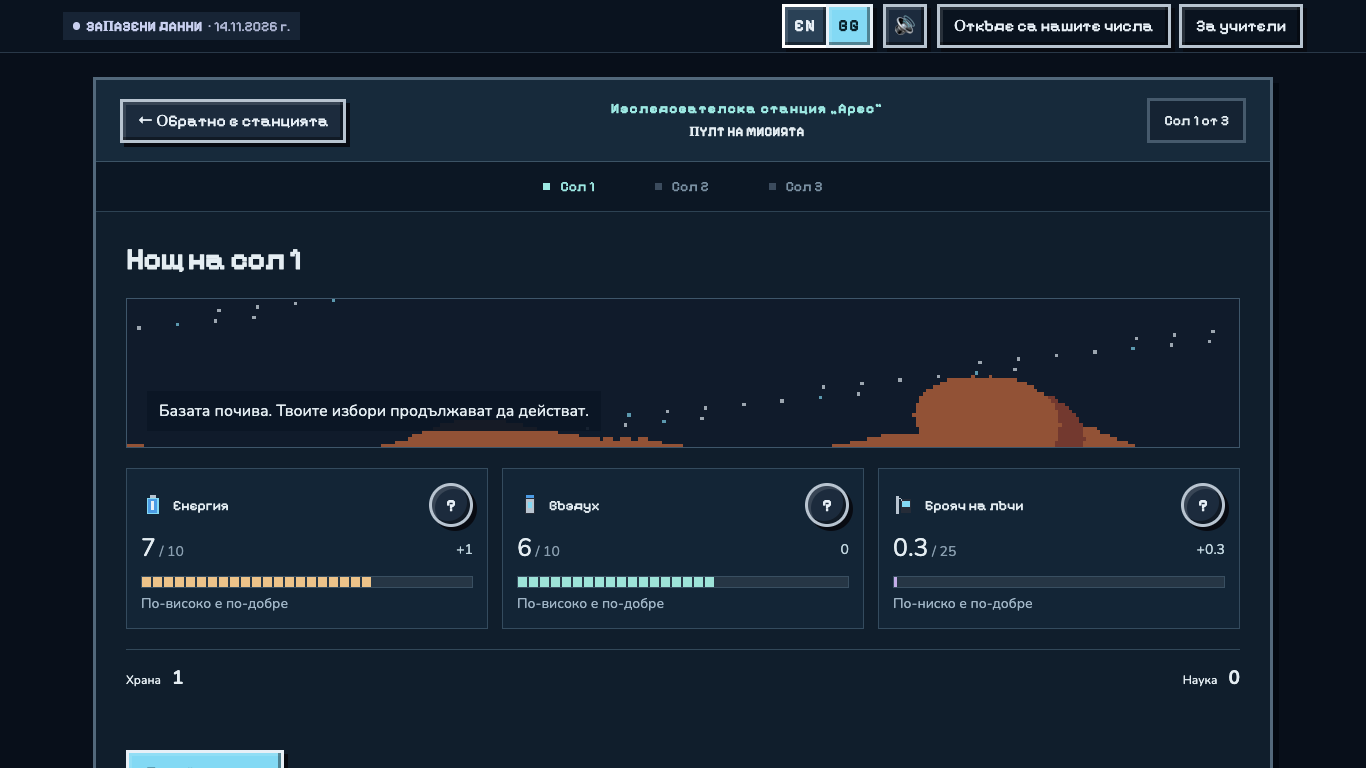 ЗАПАЗЕНИ ДАННИ · 14.11.2026 г.
EN
BG
Откъде са нашите числа
За учители
← Обратно в станцията
Изследователска станция „Арес“
ПУЛТ НА МИСИЯТА
Сол 1 от 3
Сол 1
Сол 2
Сол 3
Нощ на сол 1
Базата почива. Твоите избори продължават да действат.
Енергия
?
7 / 10
+1
По-високо е по-добре
Въздух
?
6 / 10
0
По-високо е по-добре
Брояч на лъчи
?
0.3 / 25
+0.3
По-ниско е по-добре
Храна 1
Наука 0